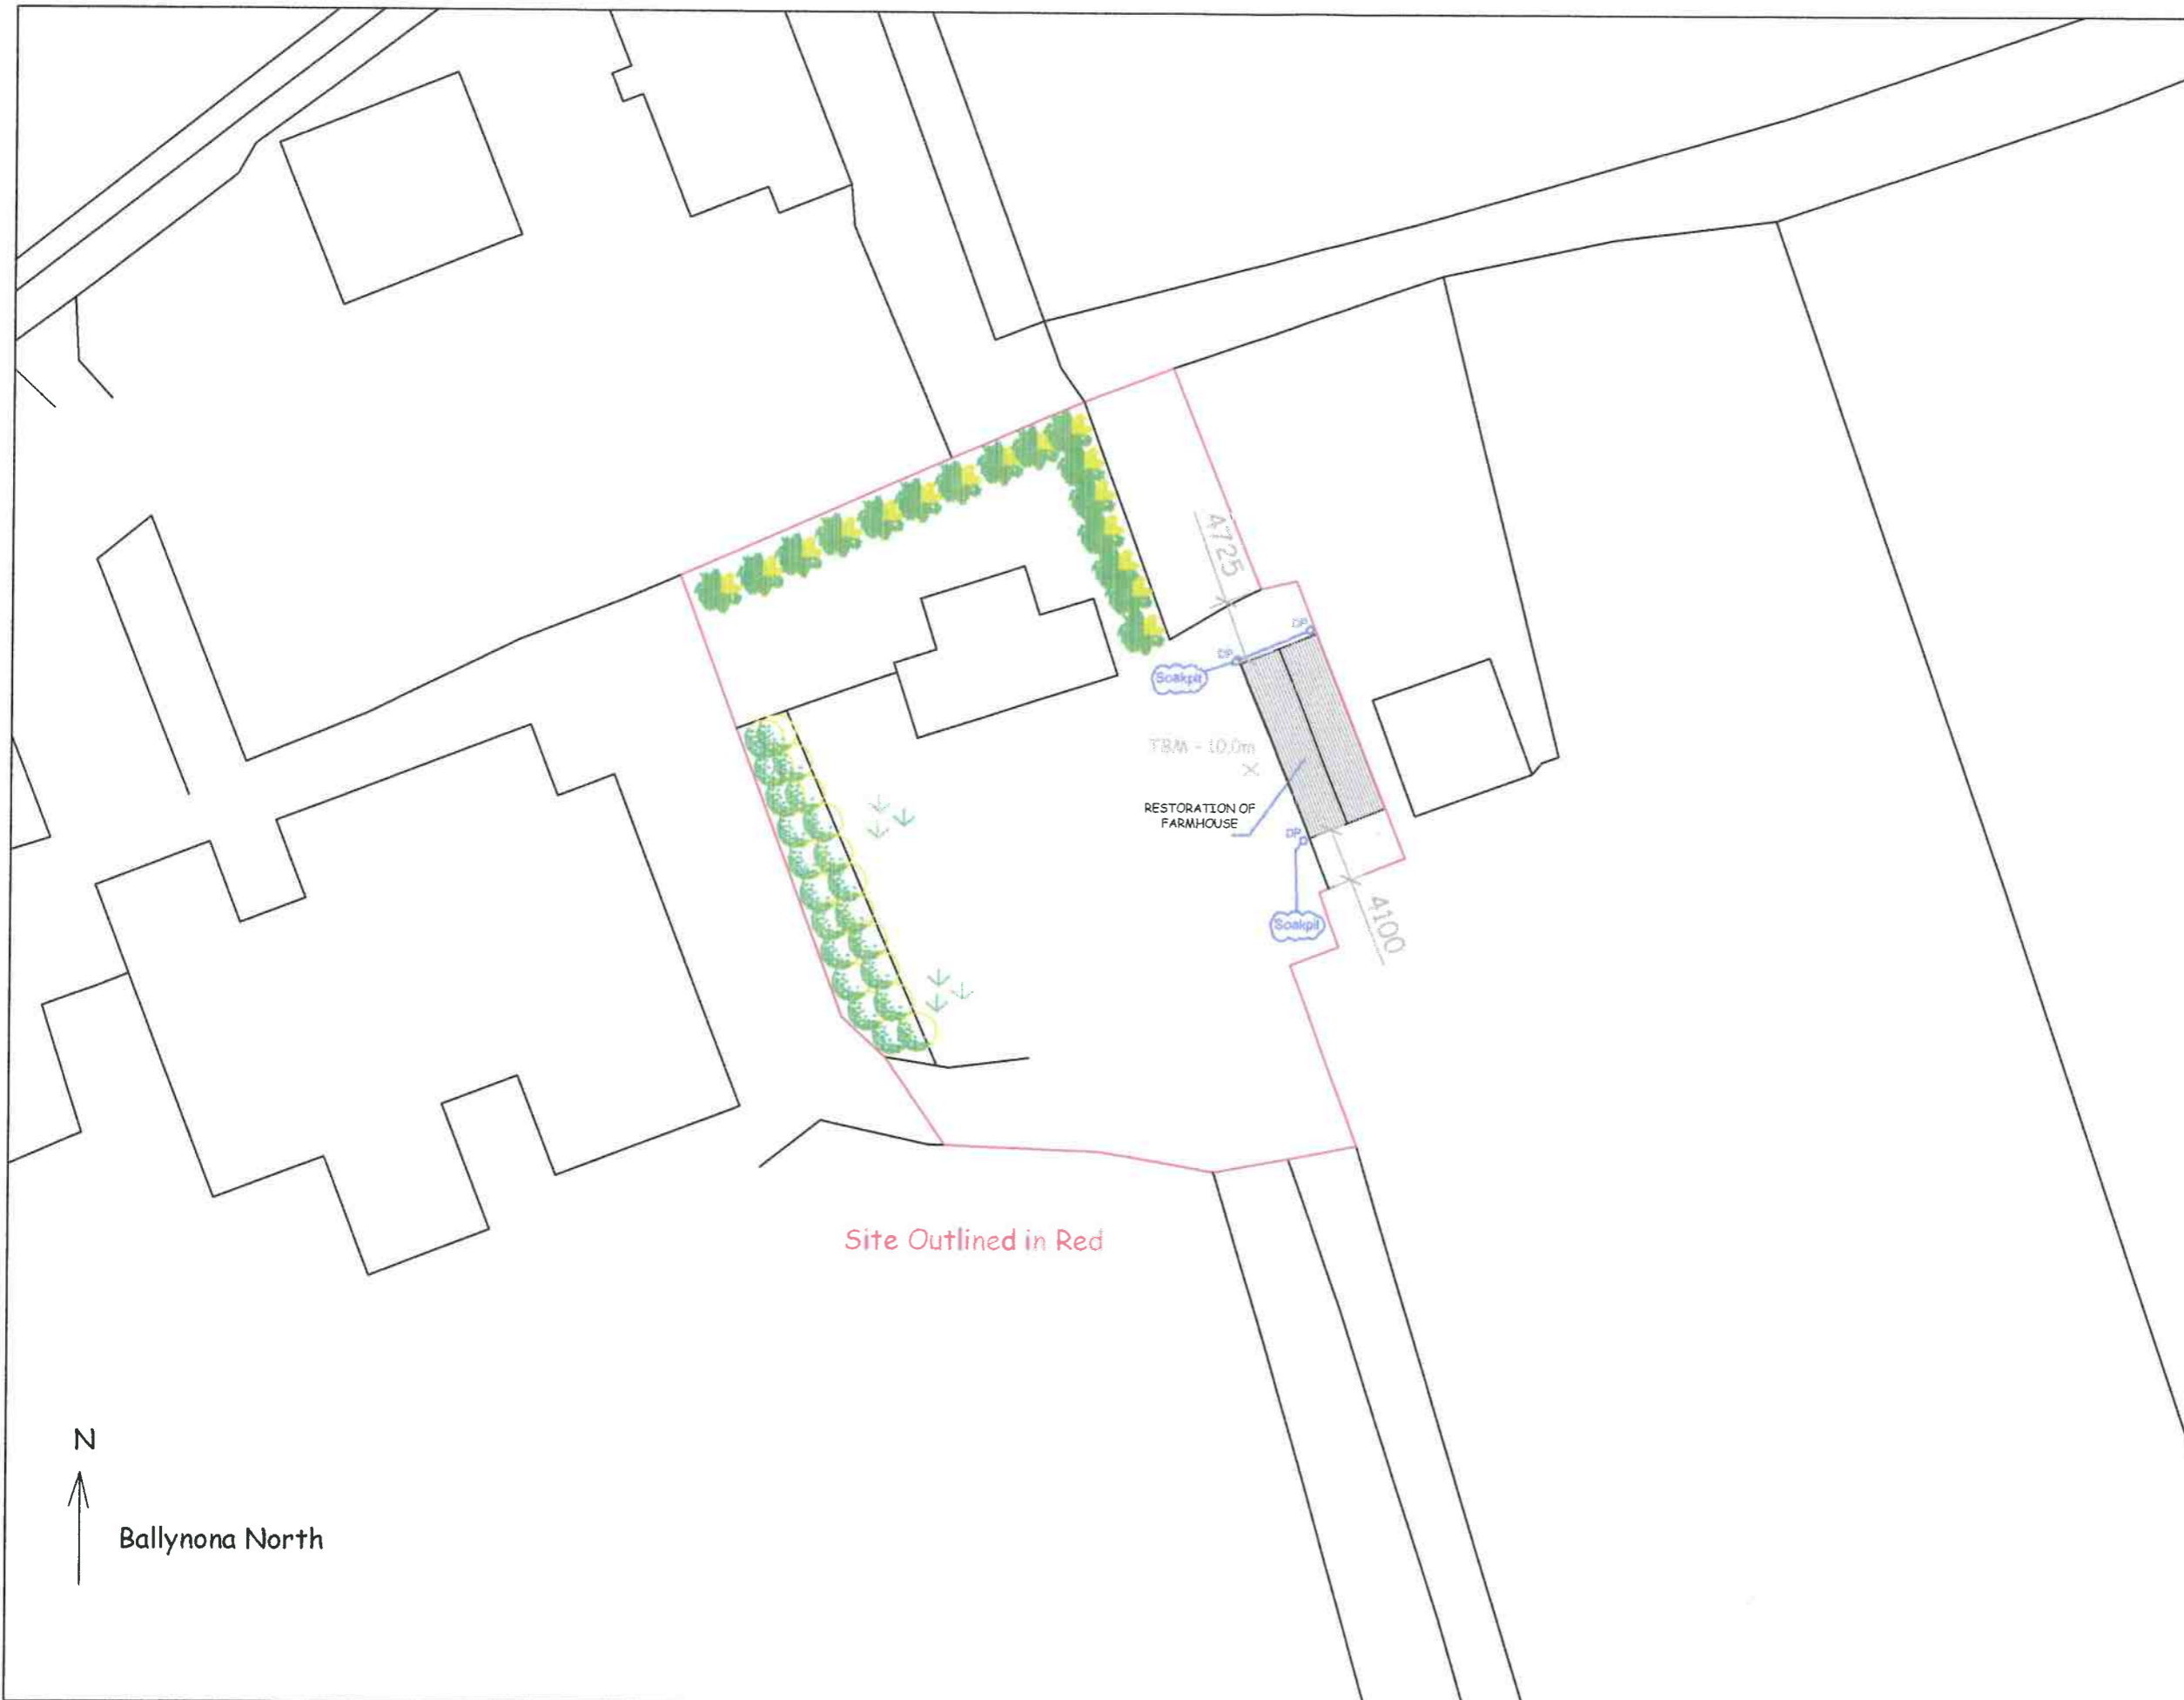 4725
DP
DP
Soakpit
TBM - 10.0m
RESTORATION OF
FARMHOUSE
DP
4100
Soakpit
Site Outlined in Red
N
Ballynona North